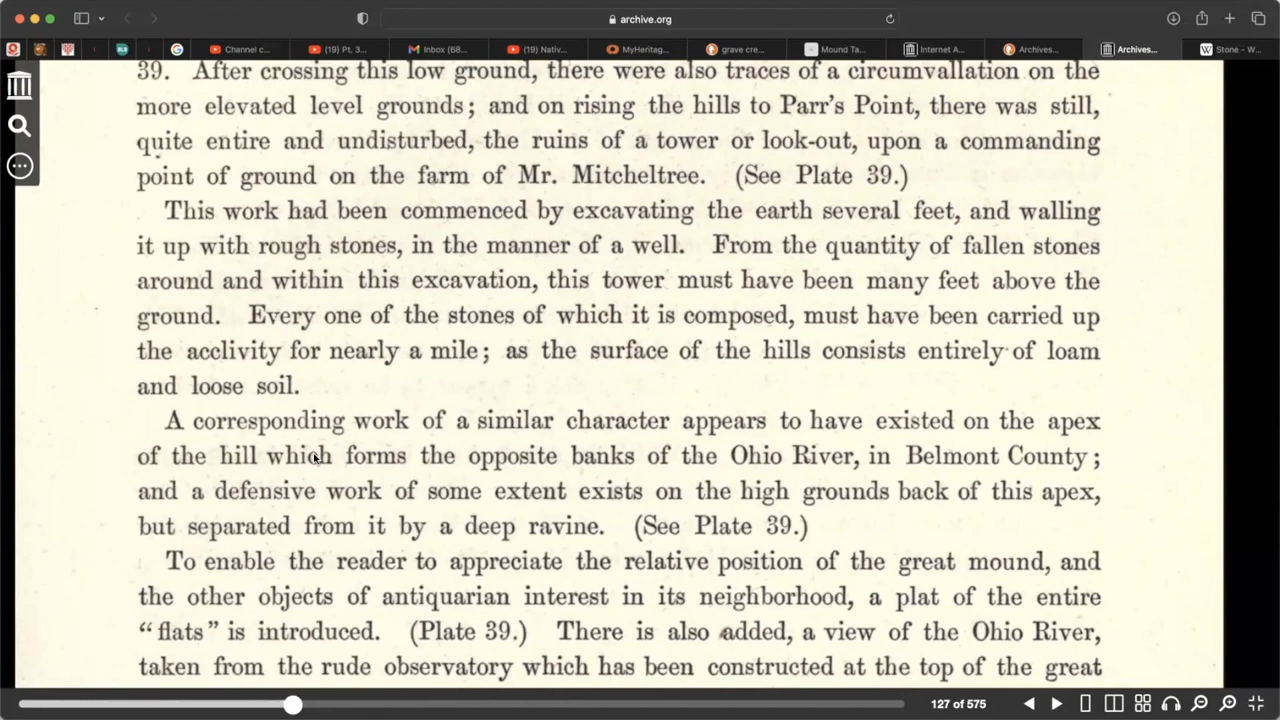 archive.org
Channel c...
(19) Pt. 3...
Inbox (68...
(19) Nativ...
MyHeritag...
grave cre...
Mound Ta...
Internet A...
Archives...
Archives...
Stone - W...
39. After crossing this low ground, there were also traces of a circumvallation on the
more elevated level grounds; and on rising the hills to Parr's Point, there was still,
quite entire and undisturbed, the ruins of a tower or look-out, upon a commanding
point of ground on the farm of Mr. Mitcheltree. (See Plate 39.)
This work had been commenced by excavating the earth several feet, and walling
it up with rough stones, in the manner of a well. From the quantity of fallen stones
around and within this excavation, this tower must have been many feet above the
ground. Every one of the stones of which it is composed, must have been carried up
the acclivity for nearly a mile; as the surface of the hills consists entirely of loam
and loose soil.
A corresponding work of a similar character appears to have existed on the apex
of the hill which forms the opposite banks of the Ohio River, in Belmont County;
and a defensive work of some extent exists on the high grounds back of this apex,
but separated from it by a deep ravine. (See Plate 39.)
To enable the reader to appreciate the relative position of the great mound, and
the other objects of antiquarian interest in its neighborhood, a plat of the entire
“flats” is introduced. (Plate 39.) There is also added, a view of the Ohio River,
taken from the rude observatory which has been constructed at the top of the great
127 of 575